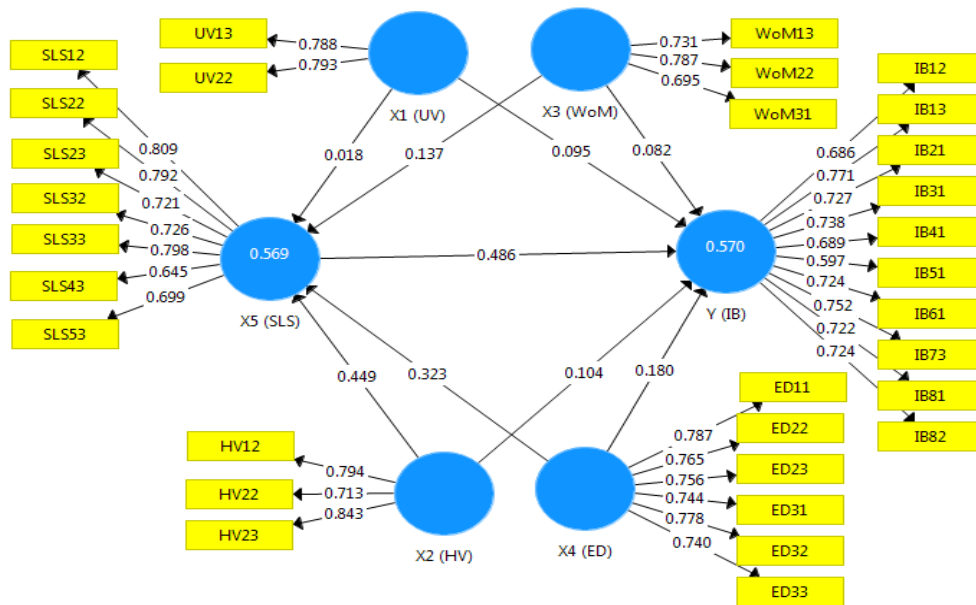 UV13
UV22
0.788
0.793
X1 (UV)
X3 (WoM)
0.731
0.787
0.695
WoM13
WoM22
WoM31
SLS12
SLS22
SLS23
SLS32
SLS33
SLS43
SLS53
0.809
0.792
0.721
0.726
0.798
0.645
0.699
0.018
0.137
0.095
0.082
0.569
X5 (SLS)
0.486
0.570
Y (IB)
0.686
0.771
0.727
0.738
0.689
0.597
0.724
0.752
0.722
0.724
IB12
IB13
IB21
IB31
IB41
IB51
IB61
IB73
IB81
IB82
0.449
0.323
0.104
0.180
HV12
HV22
HV23
0.794
0.713
0.843
X2 (HV)
X4 (ED)
0.787
0.765
0.756
0.744
0.778
0.740
ED11
ED22
ED23
ED31
ED32
ED33